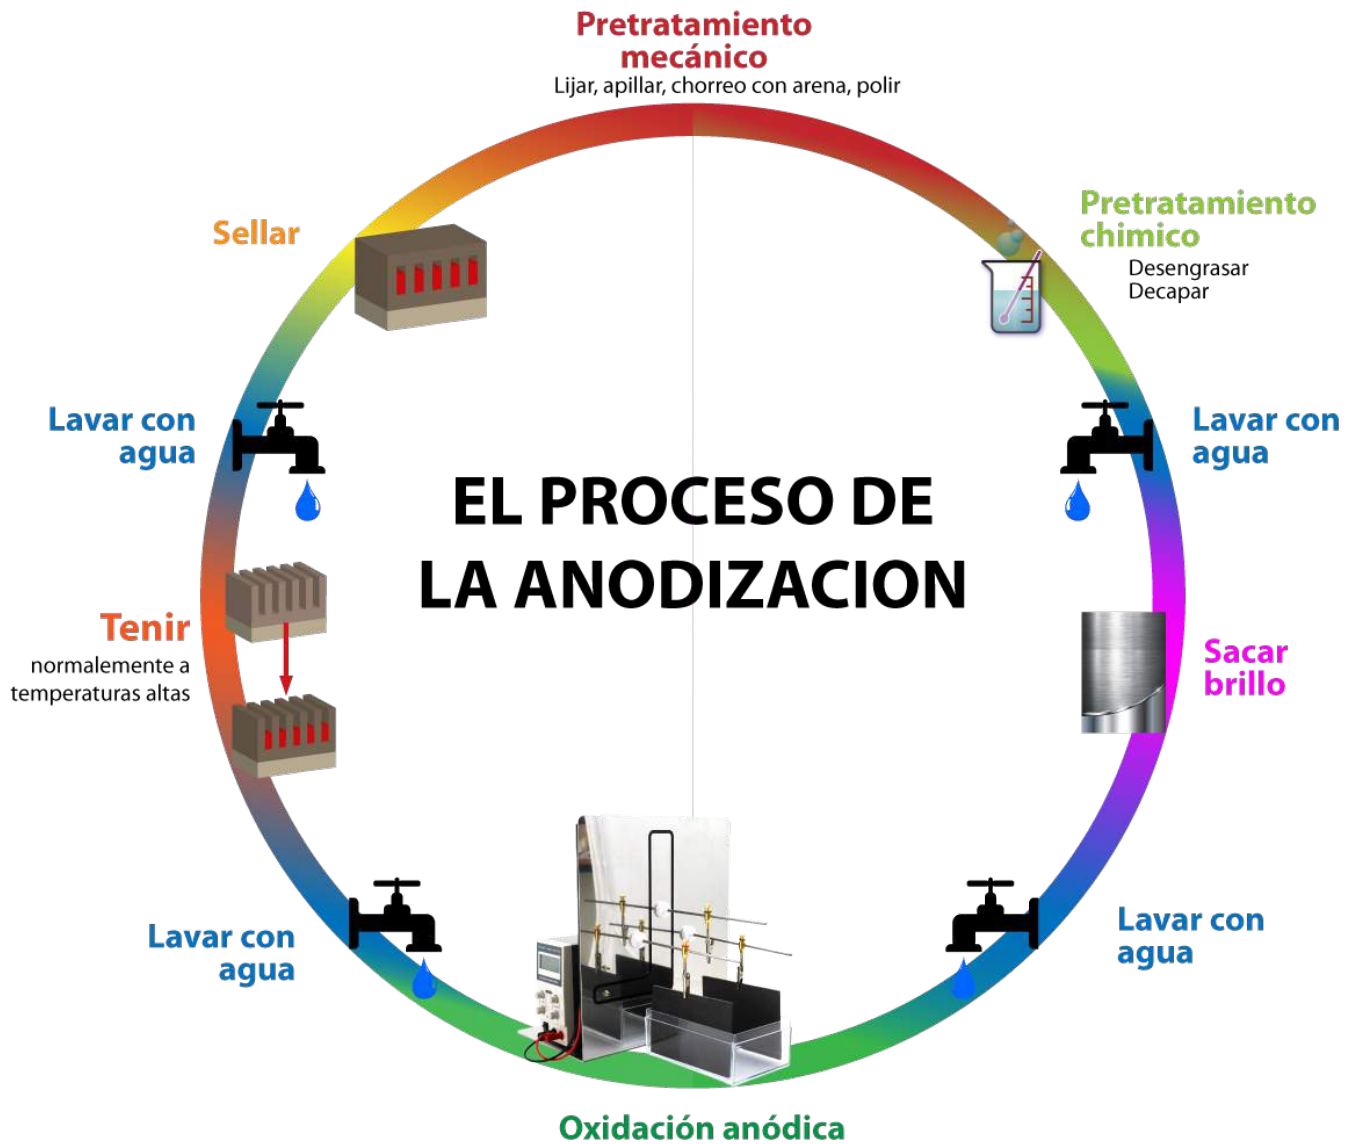 Pretratamiento
mecánico
Lijar, apillar, chorreo con arena, polir
Pretratamiento
chimico
Desengrasar
Decapar
Lavar con
agua
Sacar
brillo
Lavar con
agua
Oxidación anódica
Lavar con
agua
Tenir
normalemente a
temperaturas altas
Lavar con
agua
Sellar
EL PROCESO DE
LA ANODIZACION